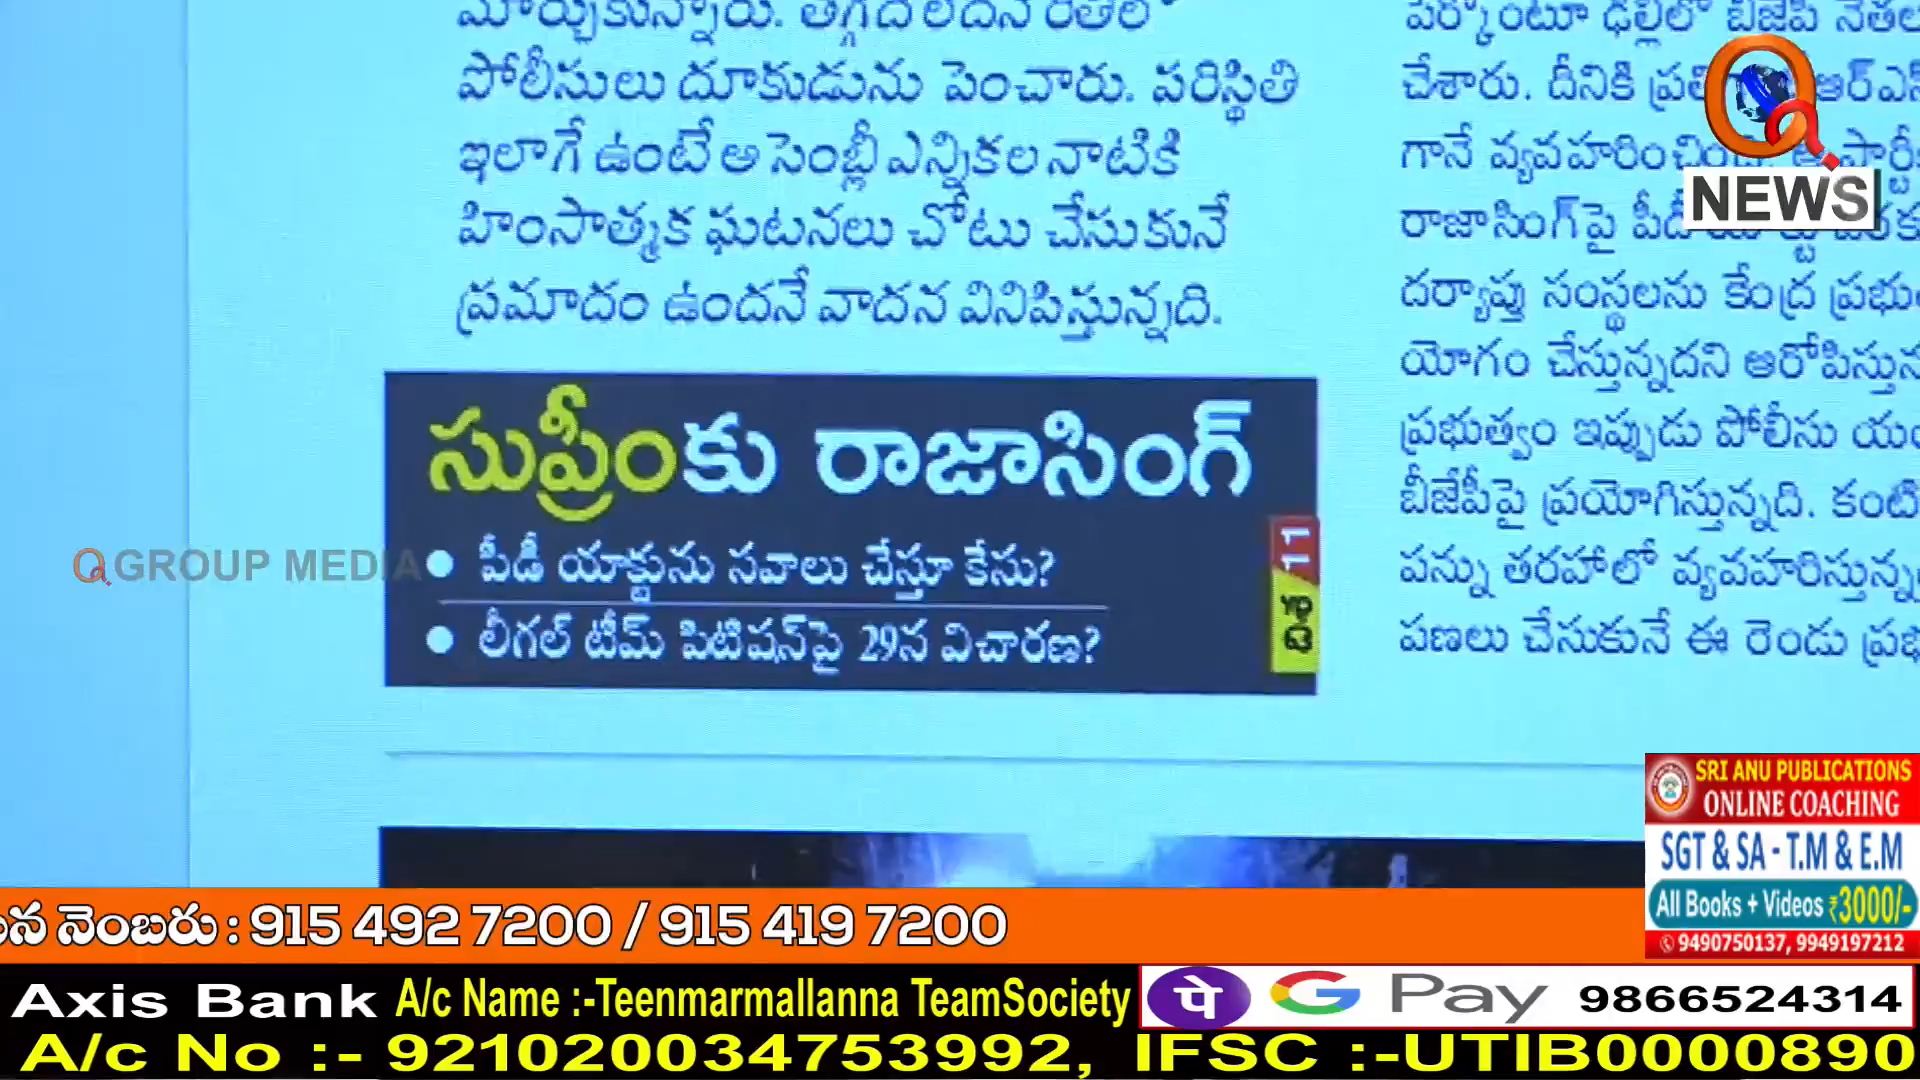 మార్చుకున్నారు. తగ్గేదే లేదనే రీతిలో
పోలీసులు దూకుడును పెంచారు. పరిస్థితి
ఇలాగే ఉంటే అసెంబ్లీ ఎన్నికల నాటికి
హింసాత్మక ఘటనలు చోటు చేసుకునే
ప్రమాదం ఉందనే వాదన వినిపిస్తున్నది.
సుప్రీంకు రాజాసింగ్
● పీడీ యాక్టును సవాలు చేస్తూ కేసు?
● లీగల్ టీమ్ పిటిషన్‌పై 29న విచారణ?
11
దిశ
పేర్కొంటూ ఢిల్లీలో బీజేపీ
చేశారు. దీనికి
గానే
రాజాసింగ్‌పై పీడీ
దర్యాప్తు సంస్థలను కేంద్ర
యోగం చేస్తున్నదని
ప్రభుత్వం ఇప్పుడు పోలీసు
బీజేపీపై ప్రయోగిస్తున్నది.
పన్ను తరహాలో
పణలు చేసుకునే ఈ రెండు
Q
NEWS
Q GROUP MEDIA
SRI ANU PUBLICATIONS
ONLINE COACHING
SGT & SA - T.M & E.M
All Books + Videos ₹3000/-
9490750137, 9949197212
నెంబరు : 915 492 7200 / 915 419 7200
Axis Bank A/c Name :-Teenmarmallanna TeamSociety
पे G Pay 9866524314
A/c No :- 921020034753992, IFSC :-UTIB0000890